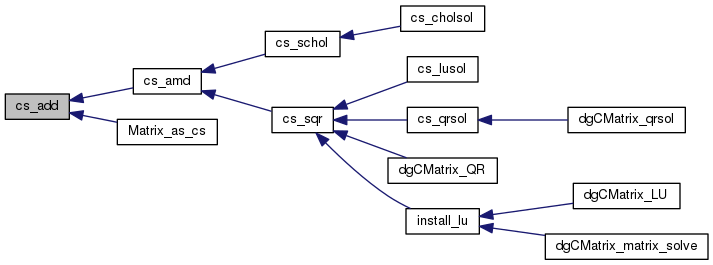 cs_cholsol
cs_schol
cs_amd
cs_lusol
cs_add
cs_sqr
cs_qrsol
dgCMatrix_qrsol
Matrix_as_cs
dgCMatrix_QR
dgCMatrix_LU
install_lu
dgCMatrix_matrix_solve